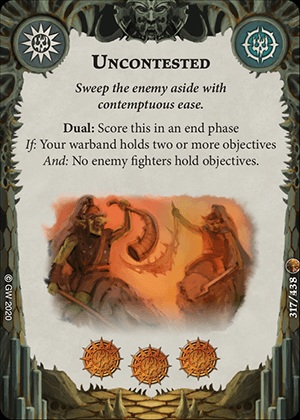 Uncontested
Sweep the enemy aside with
contemptuous ease.
Dual: Score this in an end phase
If: Your warband holds two or more objectives
And: No enemy fighters hold objectives.
© GW 2020
317/438